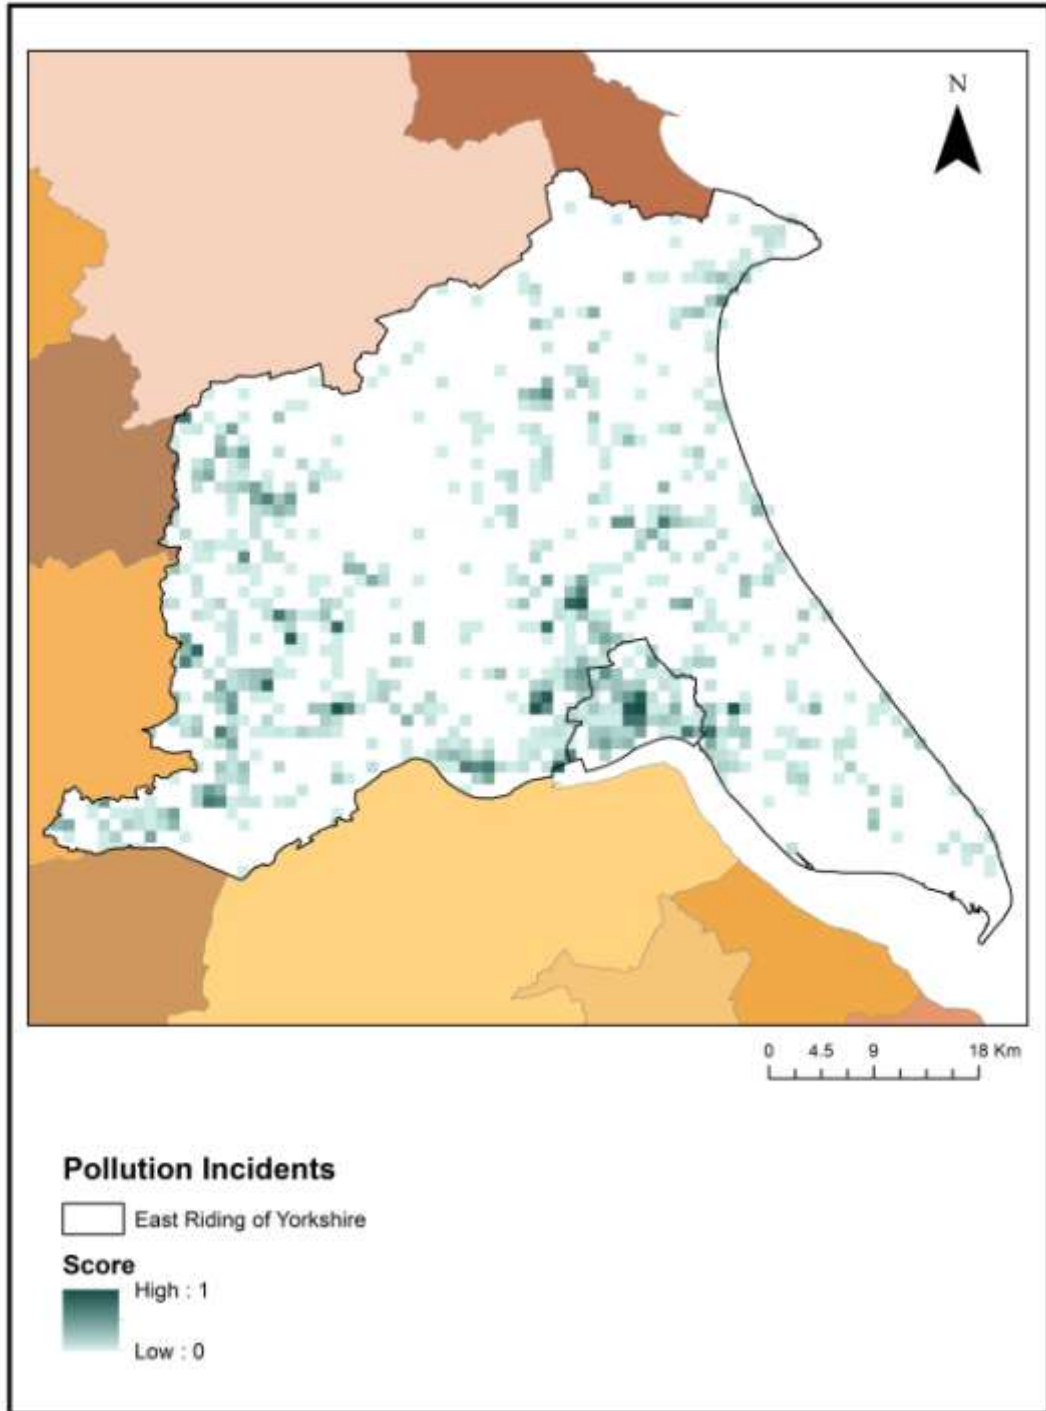 N
0 4.5 9 18 Km
Pollution Incidents
East Riding of Yorkshire
Score
High : 1
Low : 0